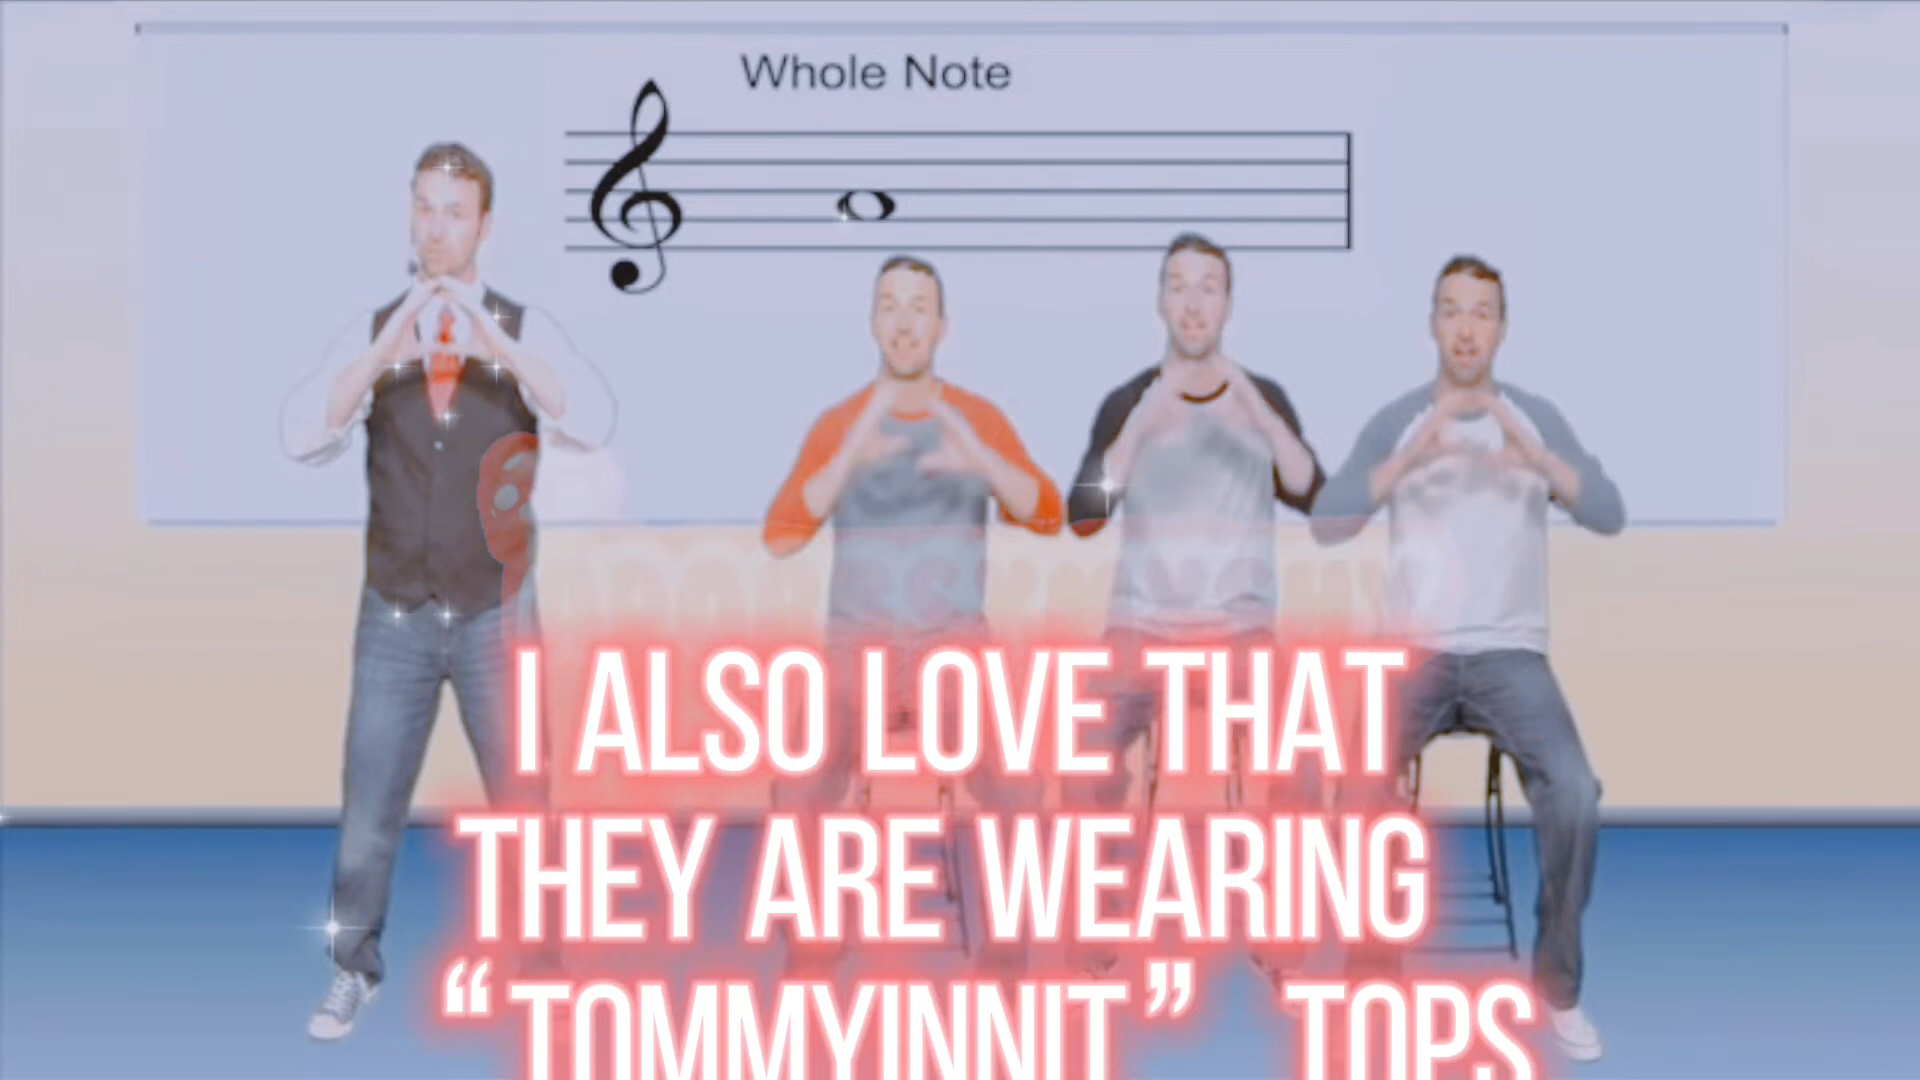 Whole Note
I ALSO LOVE THAT
THEY ARE WEARING
“TOMMYINNIT” TOPS